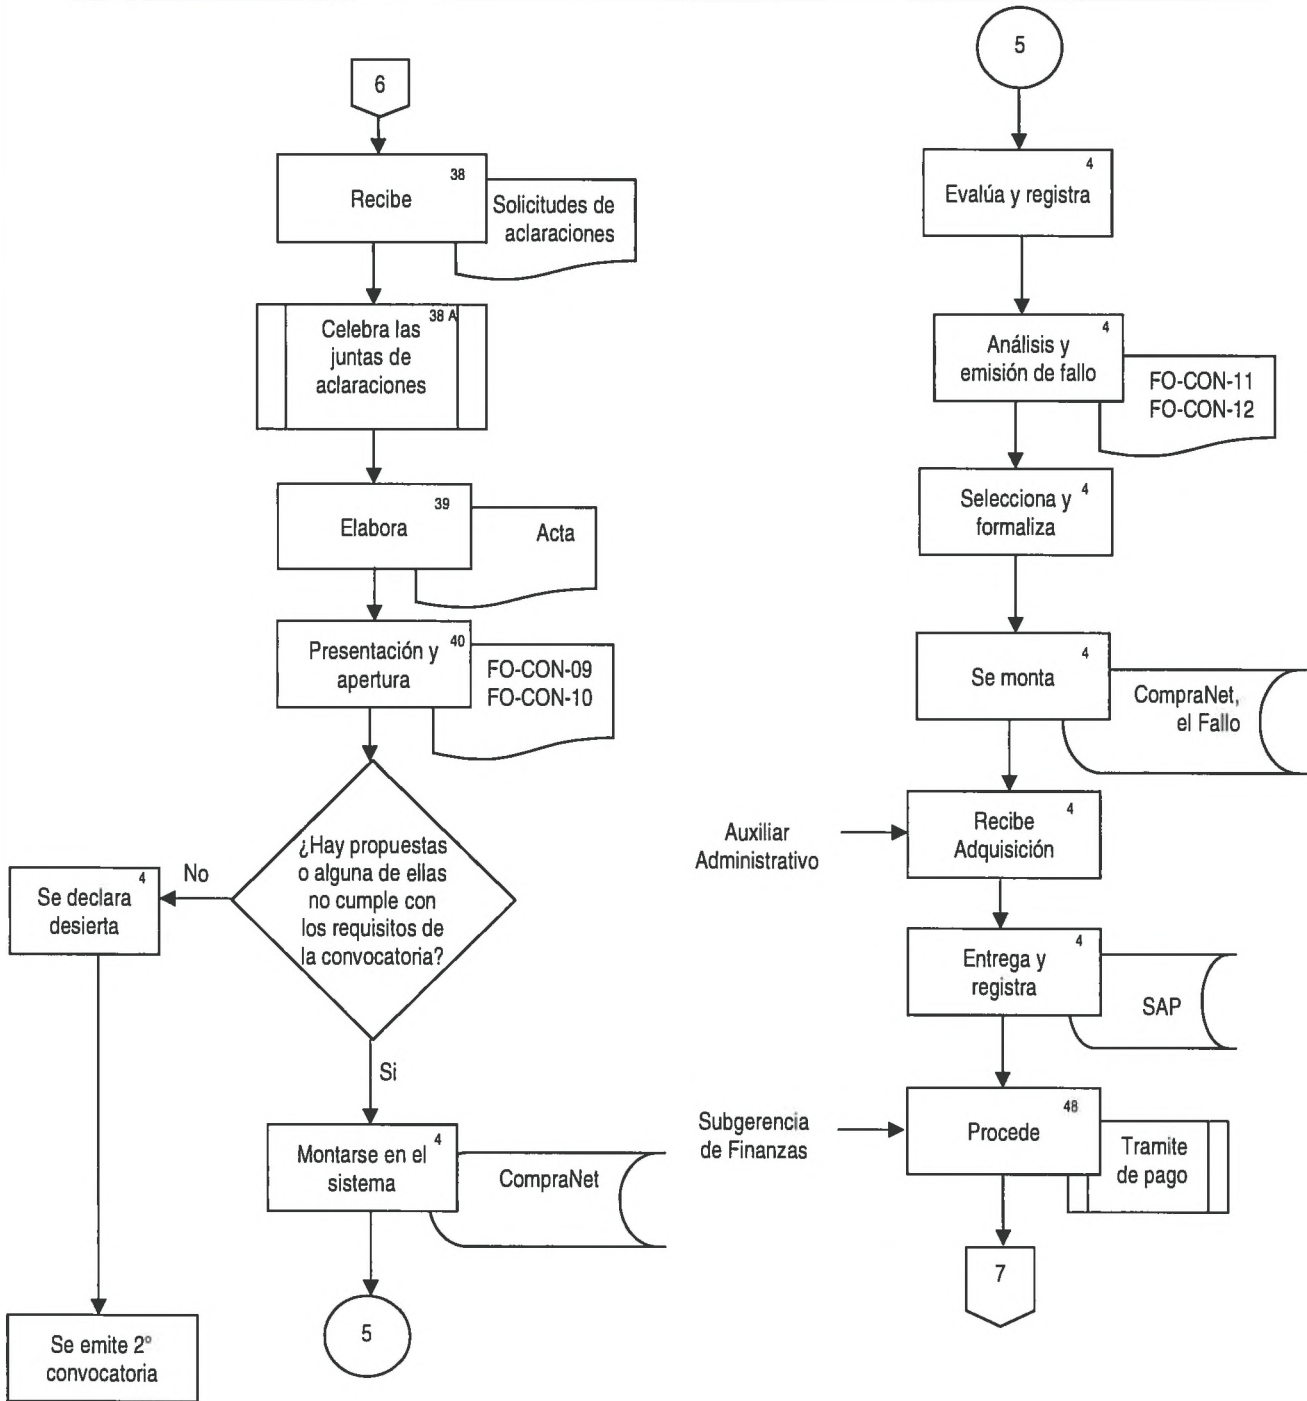 6
38
Recibe
Solicitudes de
aclaraciones
38 A
Celebra las
juntas de
aclaraciones
39
Elabora
Acta
40
Presentación y
apertura
FO-CON-09
FO-CON-10
¿Hay propuestas
o alguna de ellas
no cumple con
los requisitos de
la convocatoria?
No
4
Se declara
desierta
Se emite 2°
convocatoria
Si
4
Montarse en el
sistema
CompraNet
5
5
4
Evalúa y registra
4
Análisis y
emisión de fallo
FO-CON-11
FO-CON-12
4
Selecciona y
formaliza
4
Se monta
CompraNet,
el Fallo
Auxiliar
Administrativo
4
Recibe
Adquisición
4
Entrega y
registra
SAP
Subgerencia
de Finanzas
48
Procede
Tramite
de pago
7